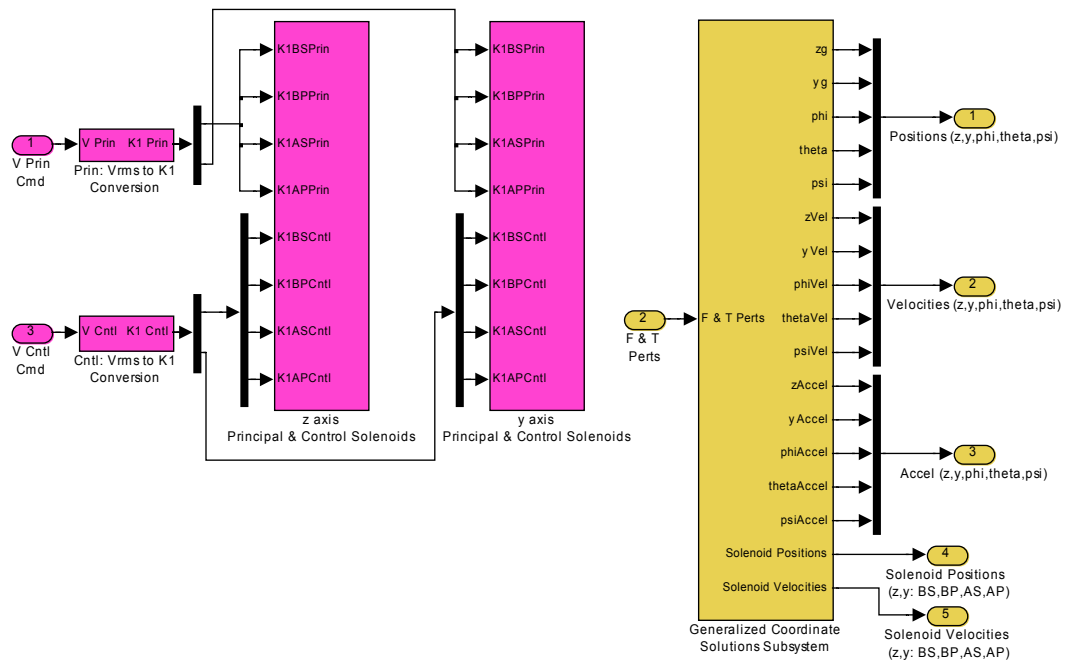 1
V Prin
Cmd
V Prin K1 Prin
Prin: Vrms to K1
Conversion
3
V Cntl
Cmd
V Cntl K1 Cntl
Cntl: Vrms to K1
Conversion
K1BSPrin
K1BPPrin
K1ASPrin
K1APPrin
K1BSCntl
K1BPCntl
K1ASCntl
K1APCntl
z axis
Principal & Control Solenoids
K1BSPrin
K1BPPrin
K1ASPrin
K1APPrin
K1BSCntl
K1BPCntl
K1ASCntl
K1APCntl
y axis
Principal & Control Solenoids
2
F & T
Perts
F & T Perts
zg
yg
phi
theta
psi
zVel
y Vel
phiVel
thetaVel
psiVel
zAccel
y Accel
phiAccel
thetaAccel
psiAccel
Solenoid Positions
Solenoid Velocities
Generalized Coordinate
Solutions Subsystem
1
Positions (z,y,phi,theta,psi)
2
Velocities (z,y,phi,theta,psi)
3
Accel (z,y,phi,theta,psi)
4
Solenoid Positions
(z,y: BS,BP,AS,AP)
5
Solenoid Velocities
(z,y: BS,BP,AS,AP)